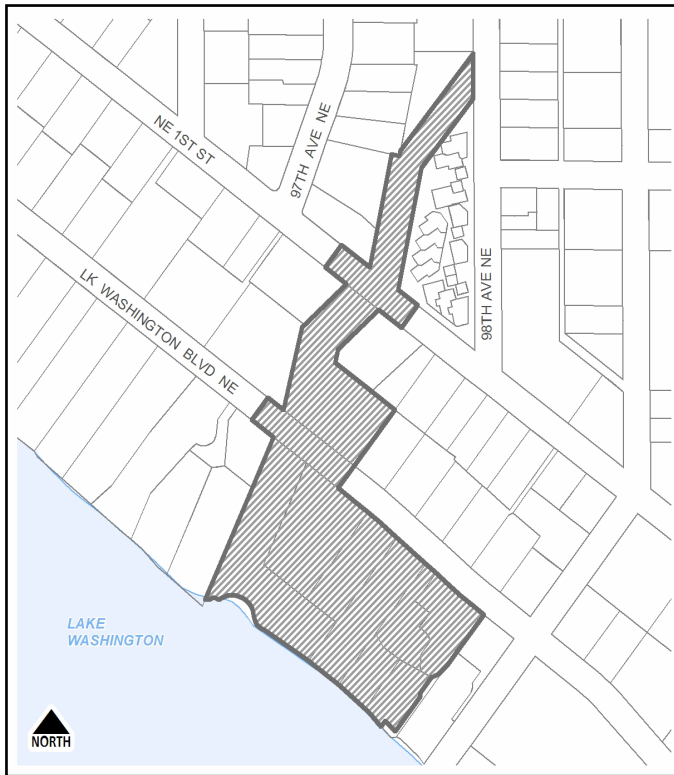 NE 1ST ST
97TH AVE NE
98TH AVE NE
LK WASHINGTON BLVD NE
LAKE
WASHINGTON
NORTH